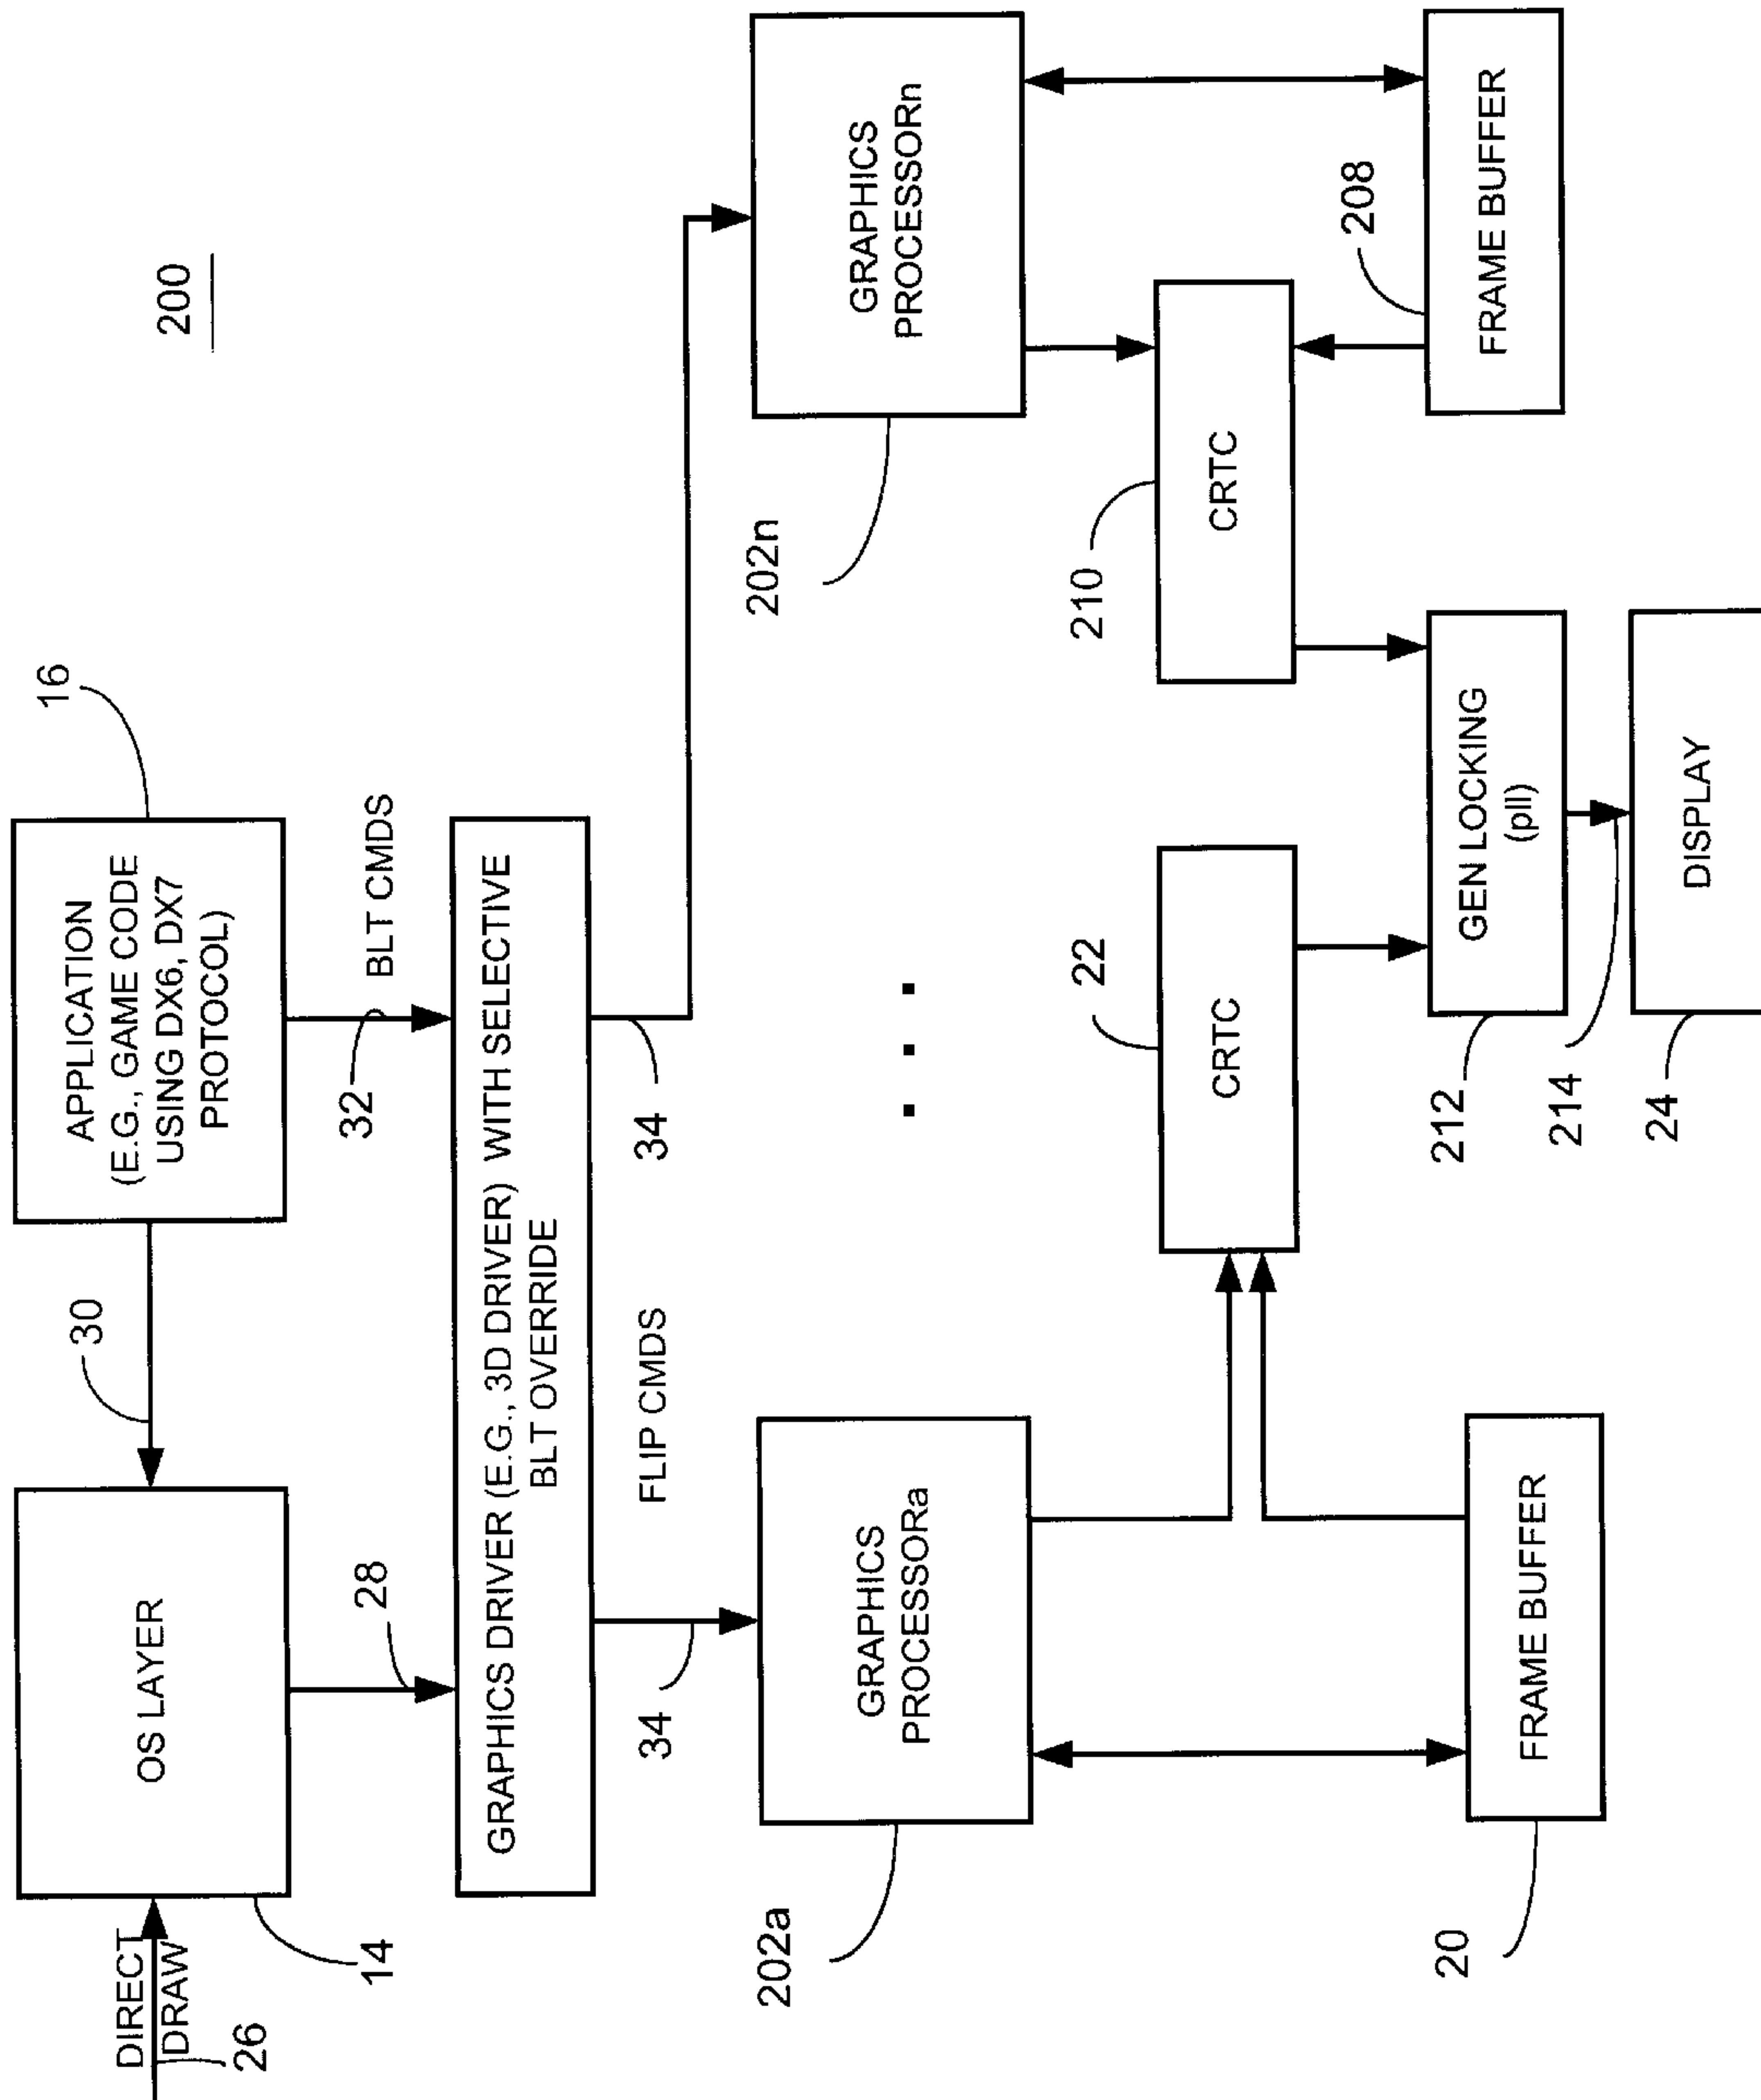 200
DIRECT
DRAW
26
OS LAYER
14
30
APPLICATION
(E.G., GAME CODE
USING DX6, DX7
PROTOCOL)
16
28
32
BLT CMDS
GRAPHICS DRIVER (E.G., 3D DRIVER) WITH SELECTIVE
BLT OVERRIDE
34
FLIP CMDS
34
GRAPHICS
PROCESSORa
202a
GRAPHICS
PROCESSORn
202n
. . .
22
CRTC
210
CRTC
20
FRAME BUFFER
208
FRAME BUFFER
GEN LOCKING
(pll)
212
214
DISPLAY
24